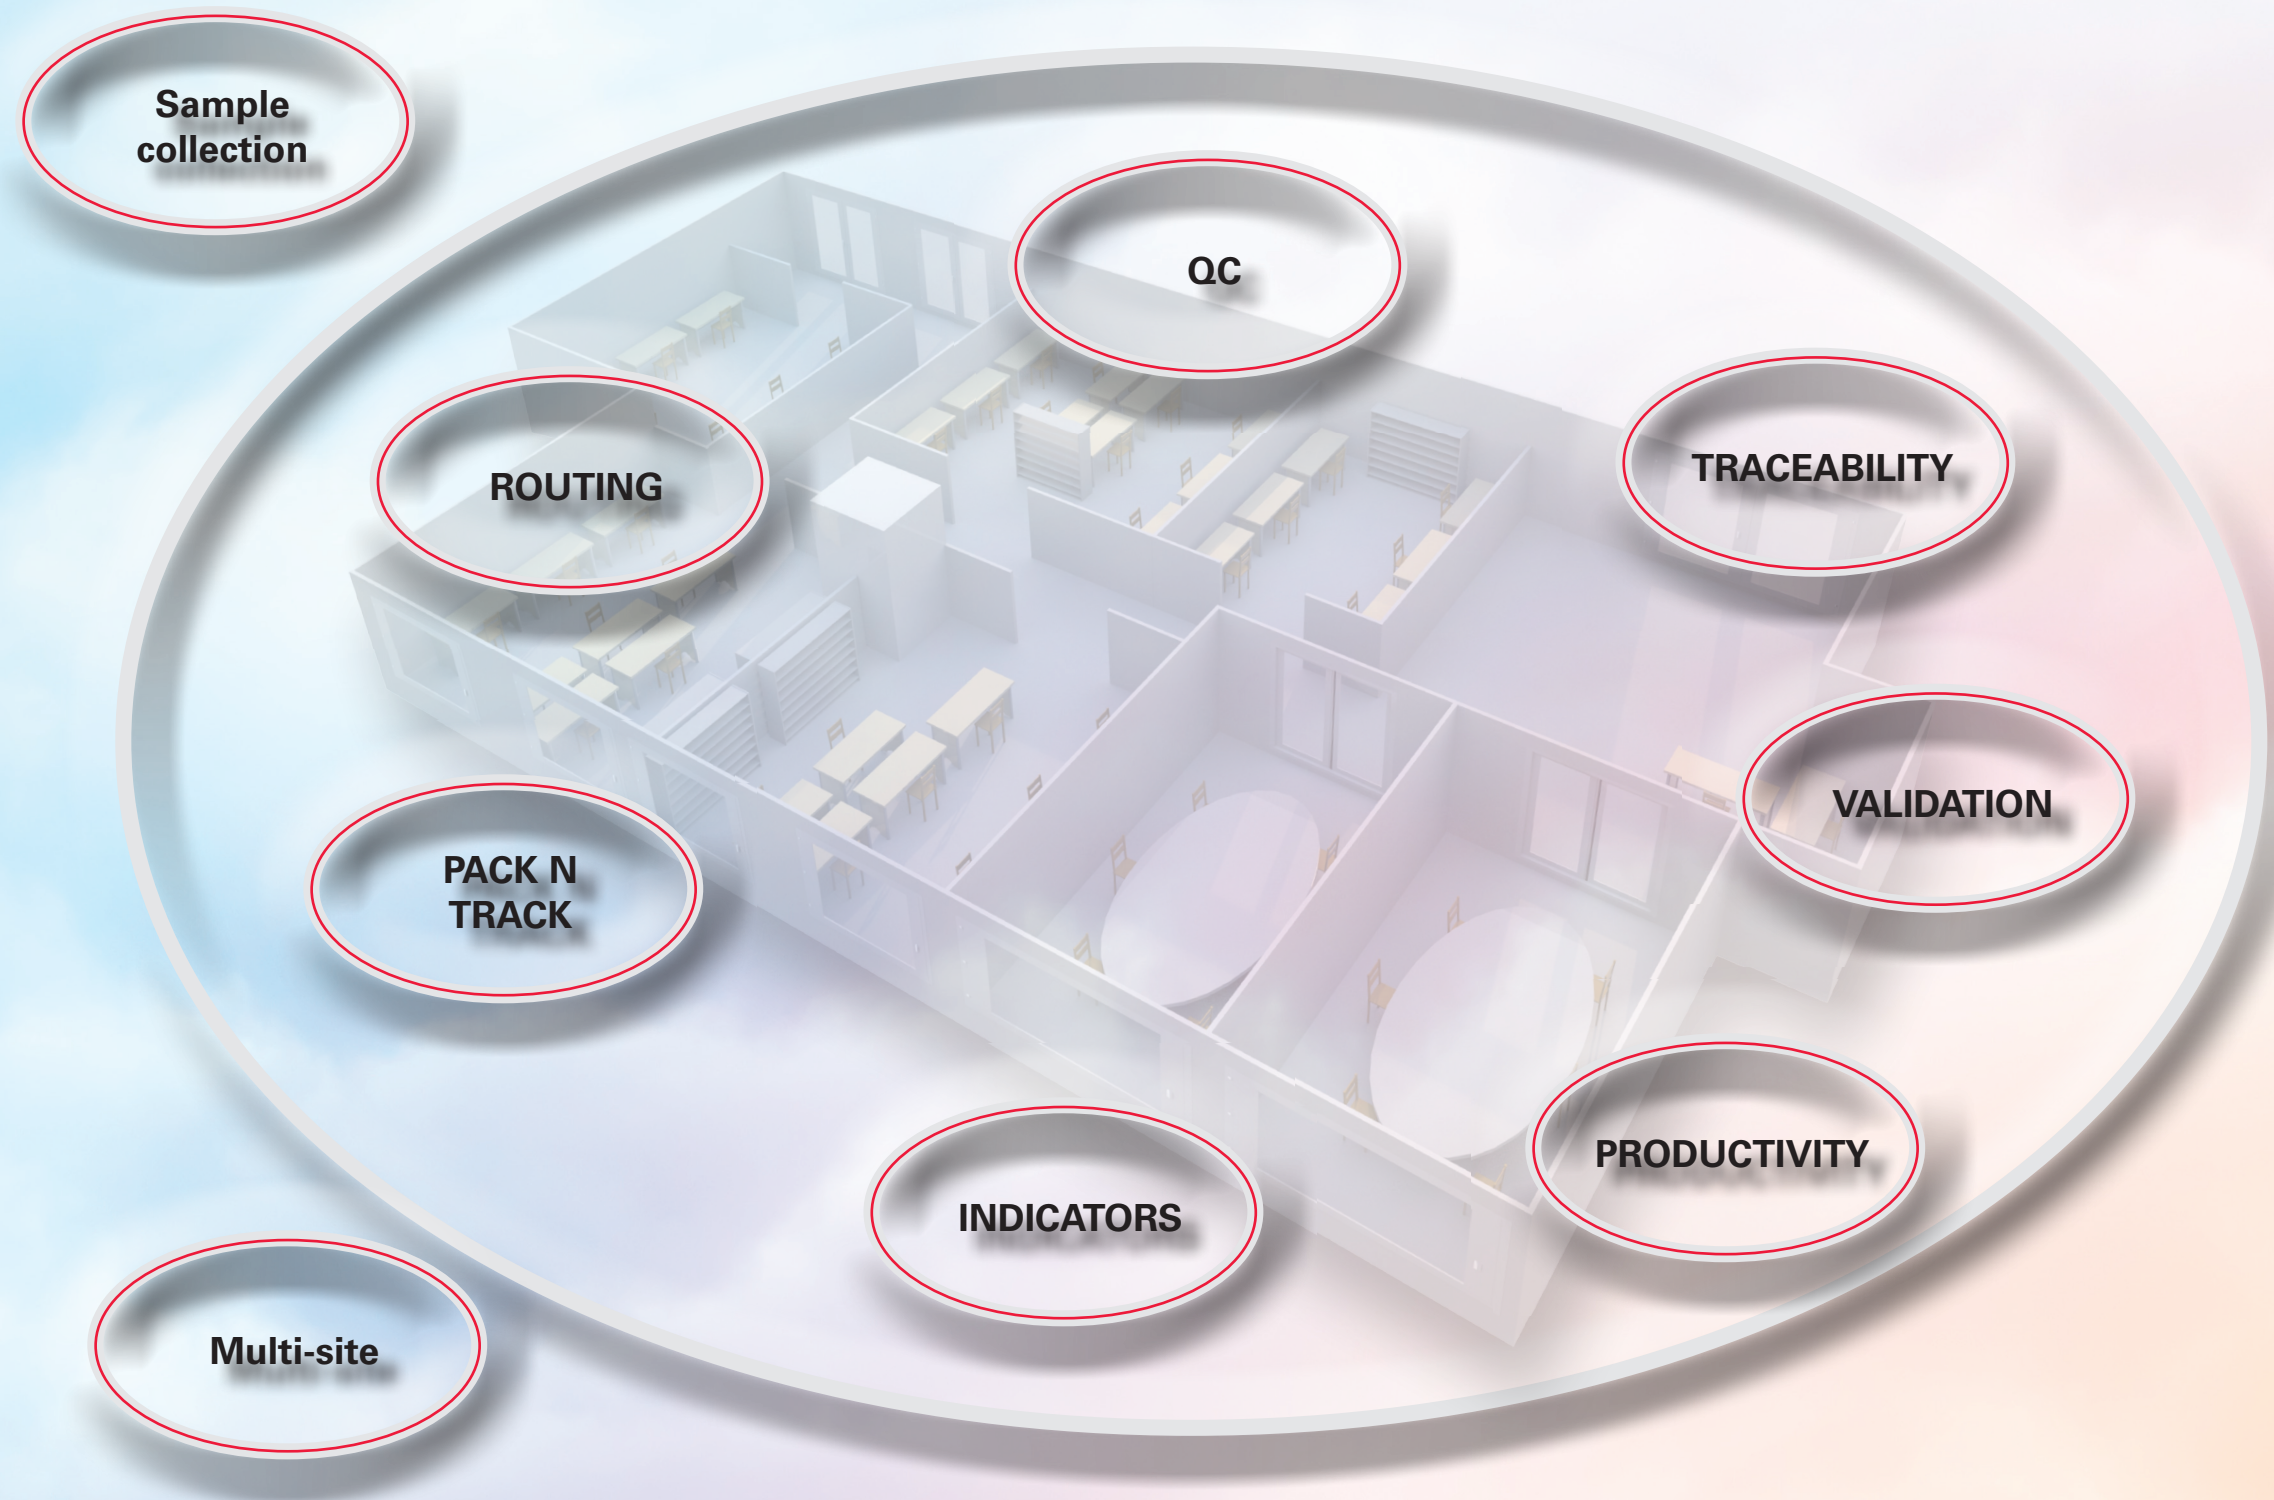 Sample
collection
QC
ROUTING
TRACEABILITY
VALIDATION
PACK N
TRACK
PRODUCTIVITY
INDICATORS
Multi-site